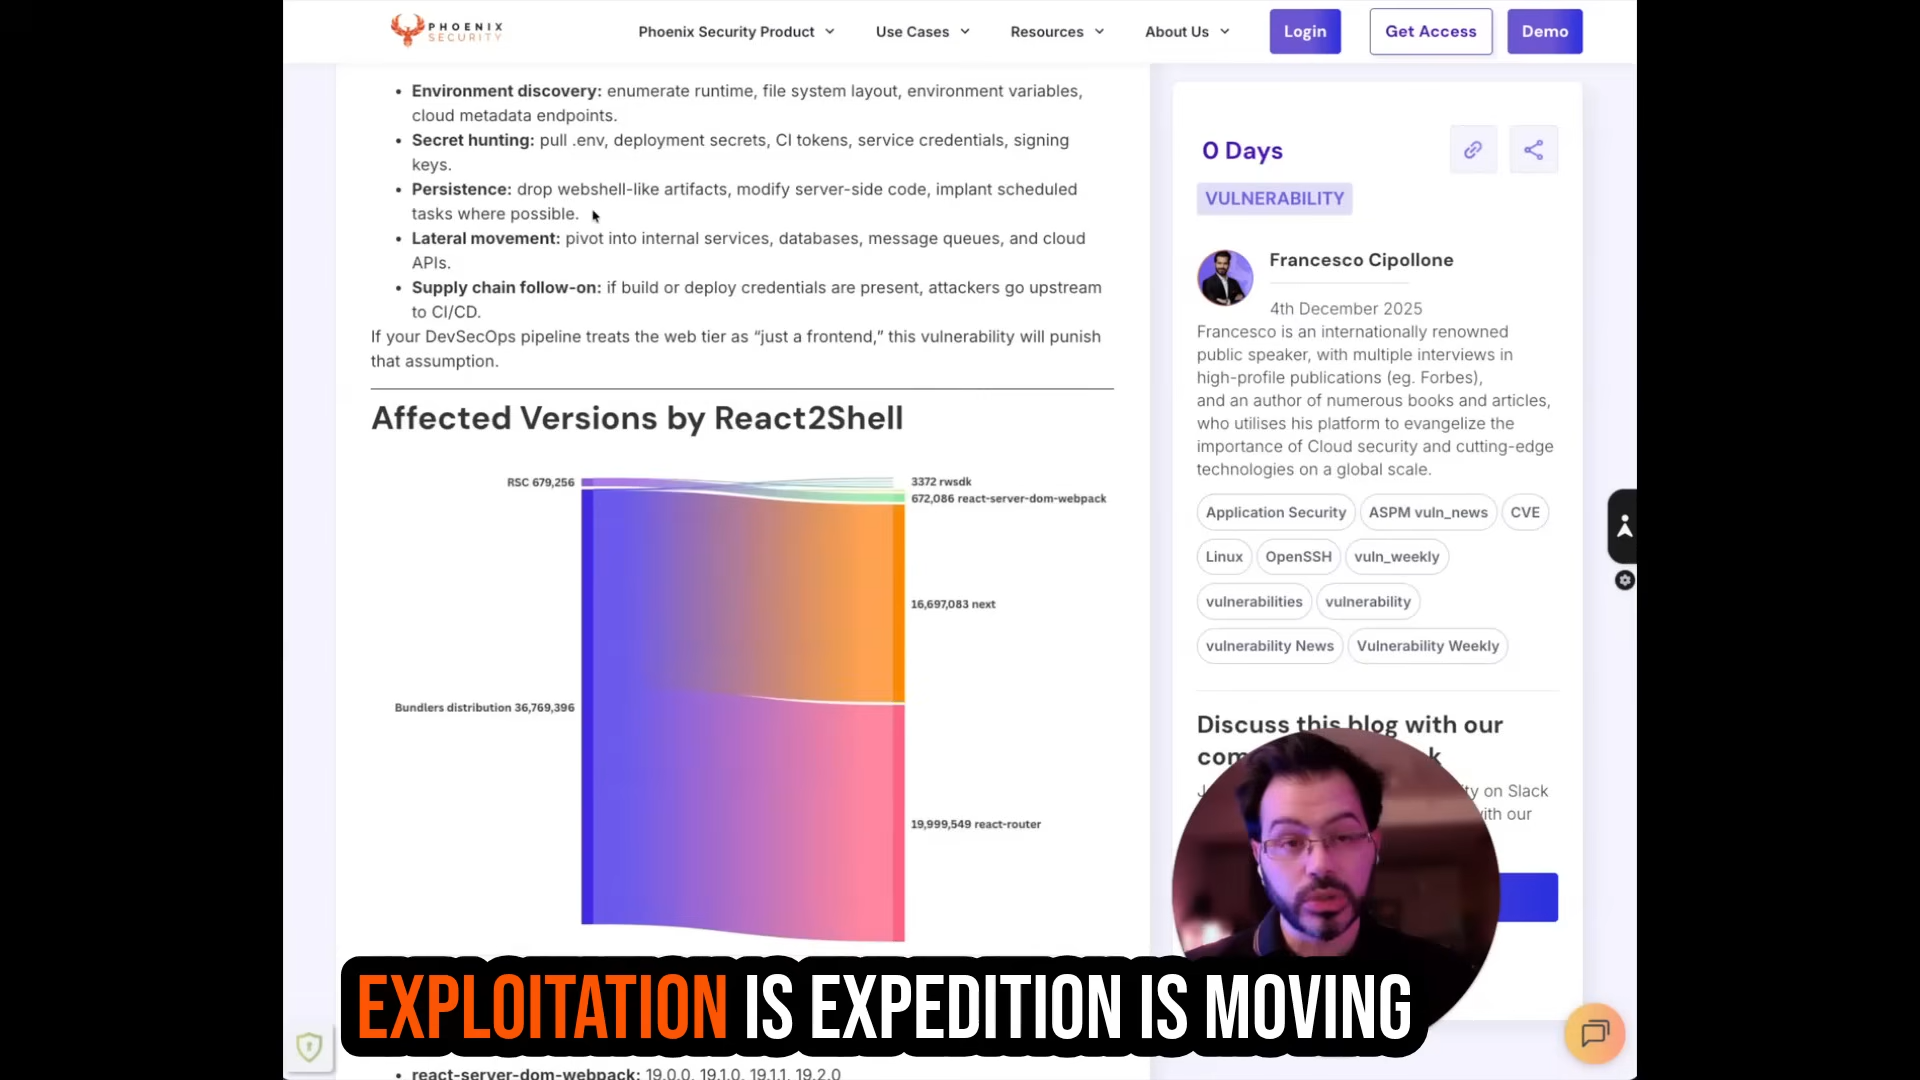 PHOENIX
SECURITY
Phoenix Security Product
Use Cases
Resources
About Us
Login
Get Access
Demo
• Environment discovery: enumerate runtime, file system layout, environment variables,
cloud metadata endpoints.
• Secret hunting: pull .env, deployment secrets, CI tokens, service credentials, signing
keys.
• Persistence: drop webshell-like artifacts, modify server-side code, implant scheduled
tasks where possible.
• Lateral movement: pivot into internal services, databases, message queues, and cloud
APIs.
• Supply chain follow-on: if build or deploy credentials are present, attackers go upstream
to CI/CD.
If your DevSecOps pipeline treats the web tier as “just a frontend,” this vulnerability will punish
that assumption.
Affected Versions by React2Shell
RSC 679,256
3372 rwsdk
672,086 react-server-dom-webpack
16,697,083 next
Bundlers distribution 36,769,396
19,999,549 react-router
• react-server-dom-webpack: 19.0.0, 19.1.0, 19.1.1, 19.2.0
0 Days
VULNERABILITY
Francesco Cipollone
4th December 2025
Francesco is an internationally renowned
public speaker, with multiple interviews in
high-profile publications (eg. Forbes),
and an author of numerous books and articles,
who utilises his platform to evangelize the
importance of Cloud security and cutting-edge
technologies on a global scale.
Application Security
ASPM vuln_news
CVE
Linux
OpenSSH
vuln_weekly
vulnerabilities
vulnerability
vulnerability News
Vulnerability Weekly
Discuss this blog with our
on Slack
with our
EXPLOITATION IS EXPEDITION IS MOVING